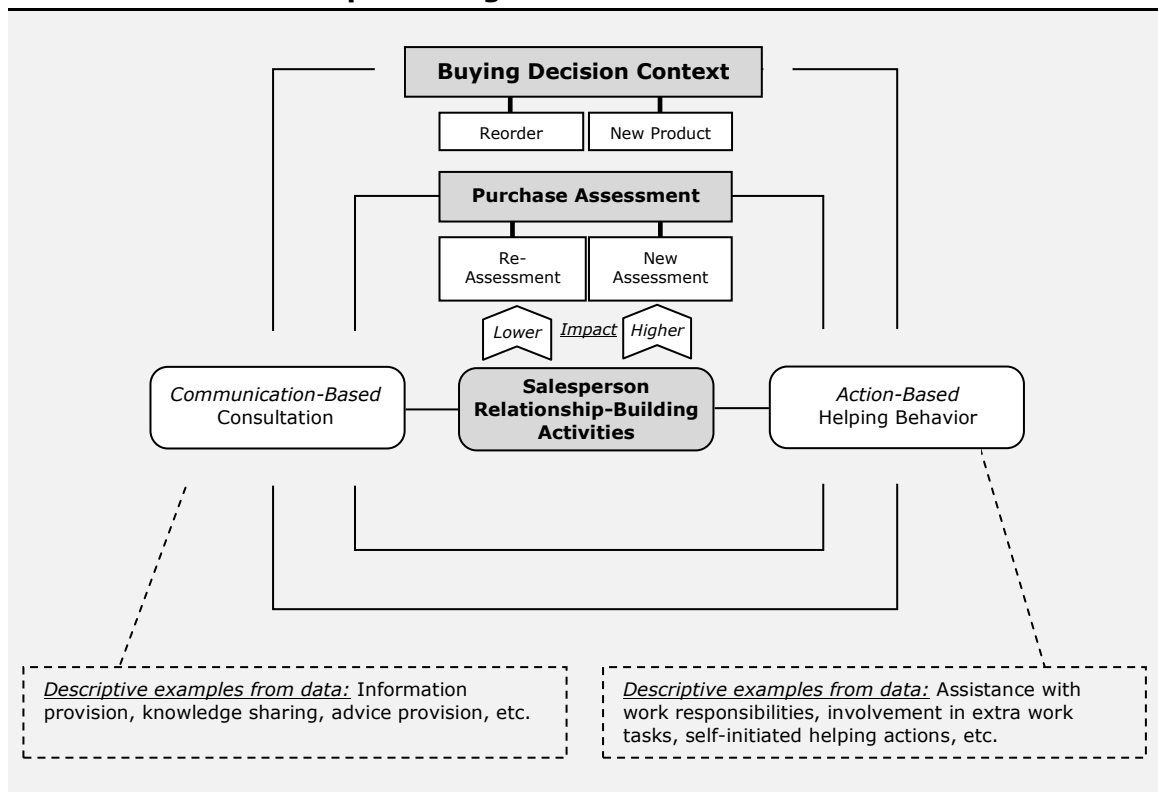 Buying Decision Context
Reorder
New Product
Purchase Assessment
Re-
Assessment
New
Assessment
Lower
Impact
Higher
Communication-Based
Consultation
Salesperson
Relationship-Building
Activities
Action-Based
Helping Behavior
Descriptive examples from data: Information
provision, knowledge sharing, advice provision, etc.
Descriptive examples from data: Assistance with
work responsibilities, involvement in extra work
tasks, self-initiated helping actions, etc.